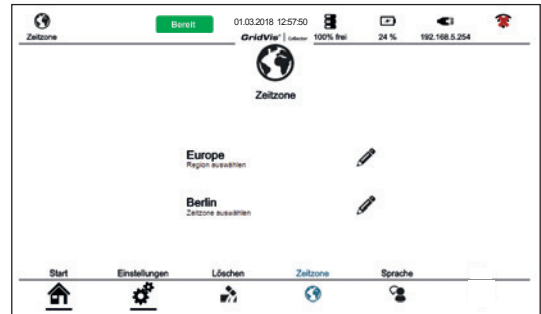 Bereit
01.03.2018 12:57:50
Zeitzone
GridVis® | Collector
100% frei
24 %
192.168.5.254
Zeitzone
Europe
Region auswählen
Berlin
Zeitzone auswählen
Start
Einstellungen
Löschen
Zeitzone
Sprache